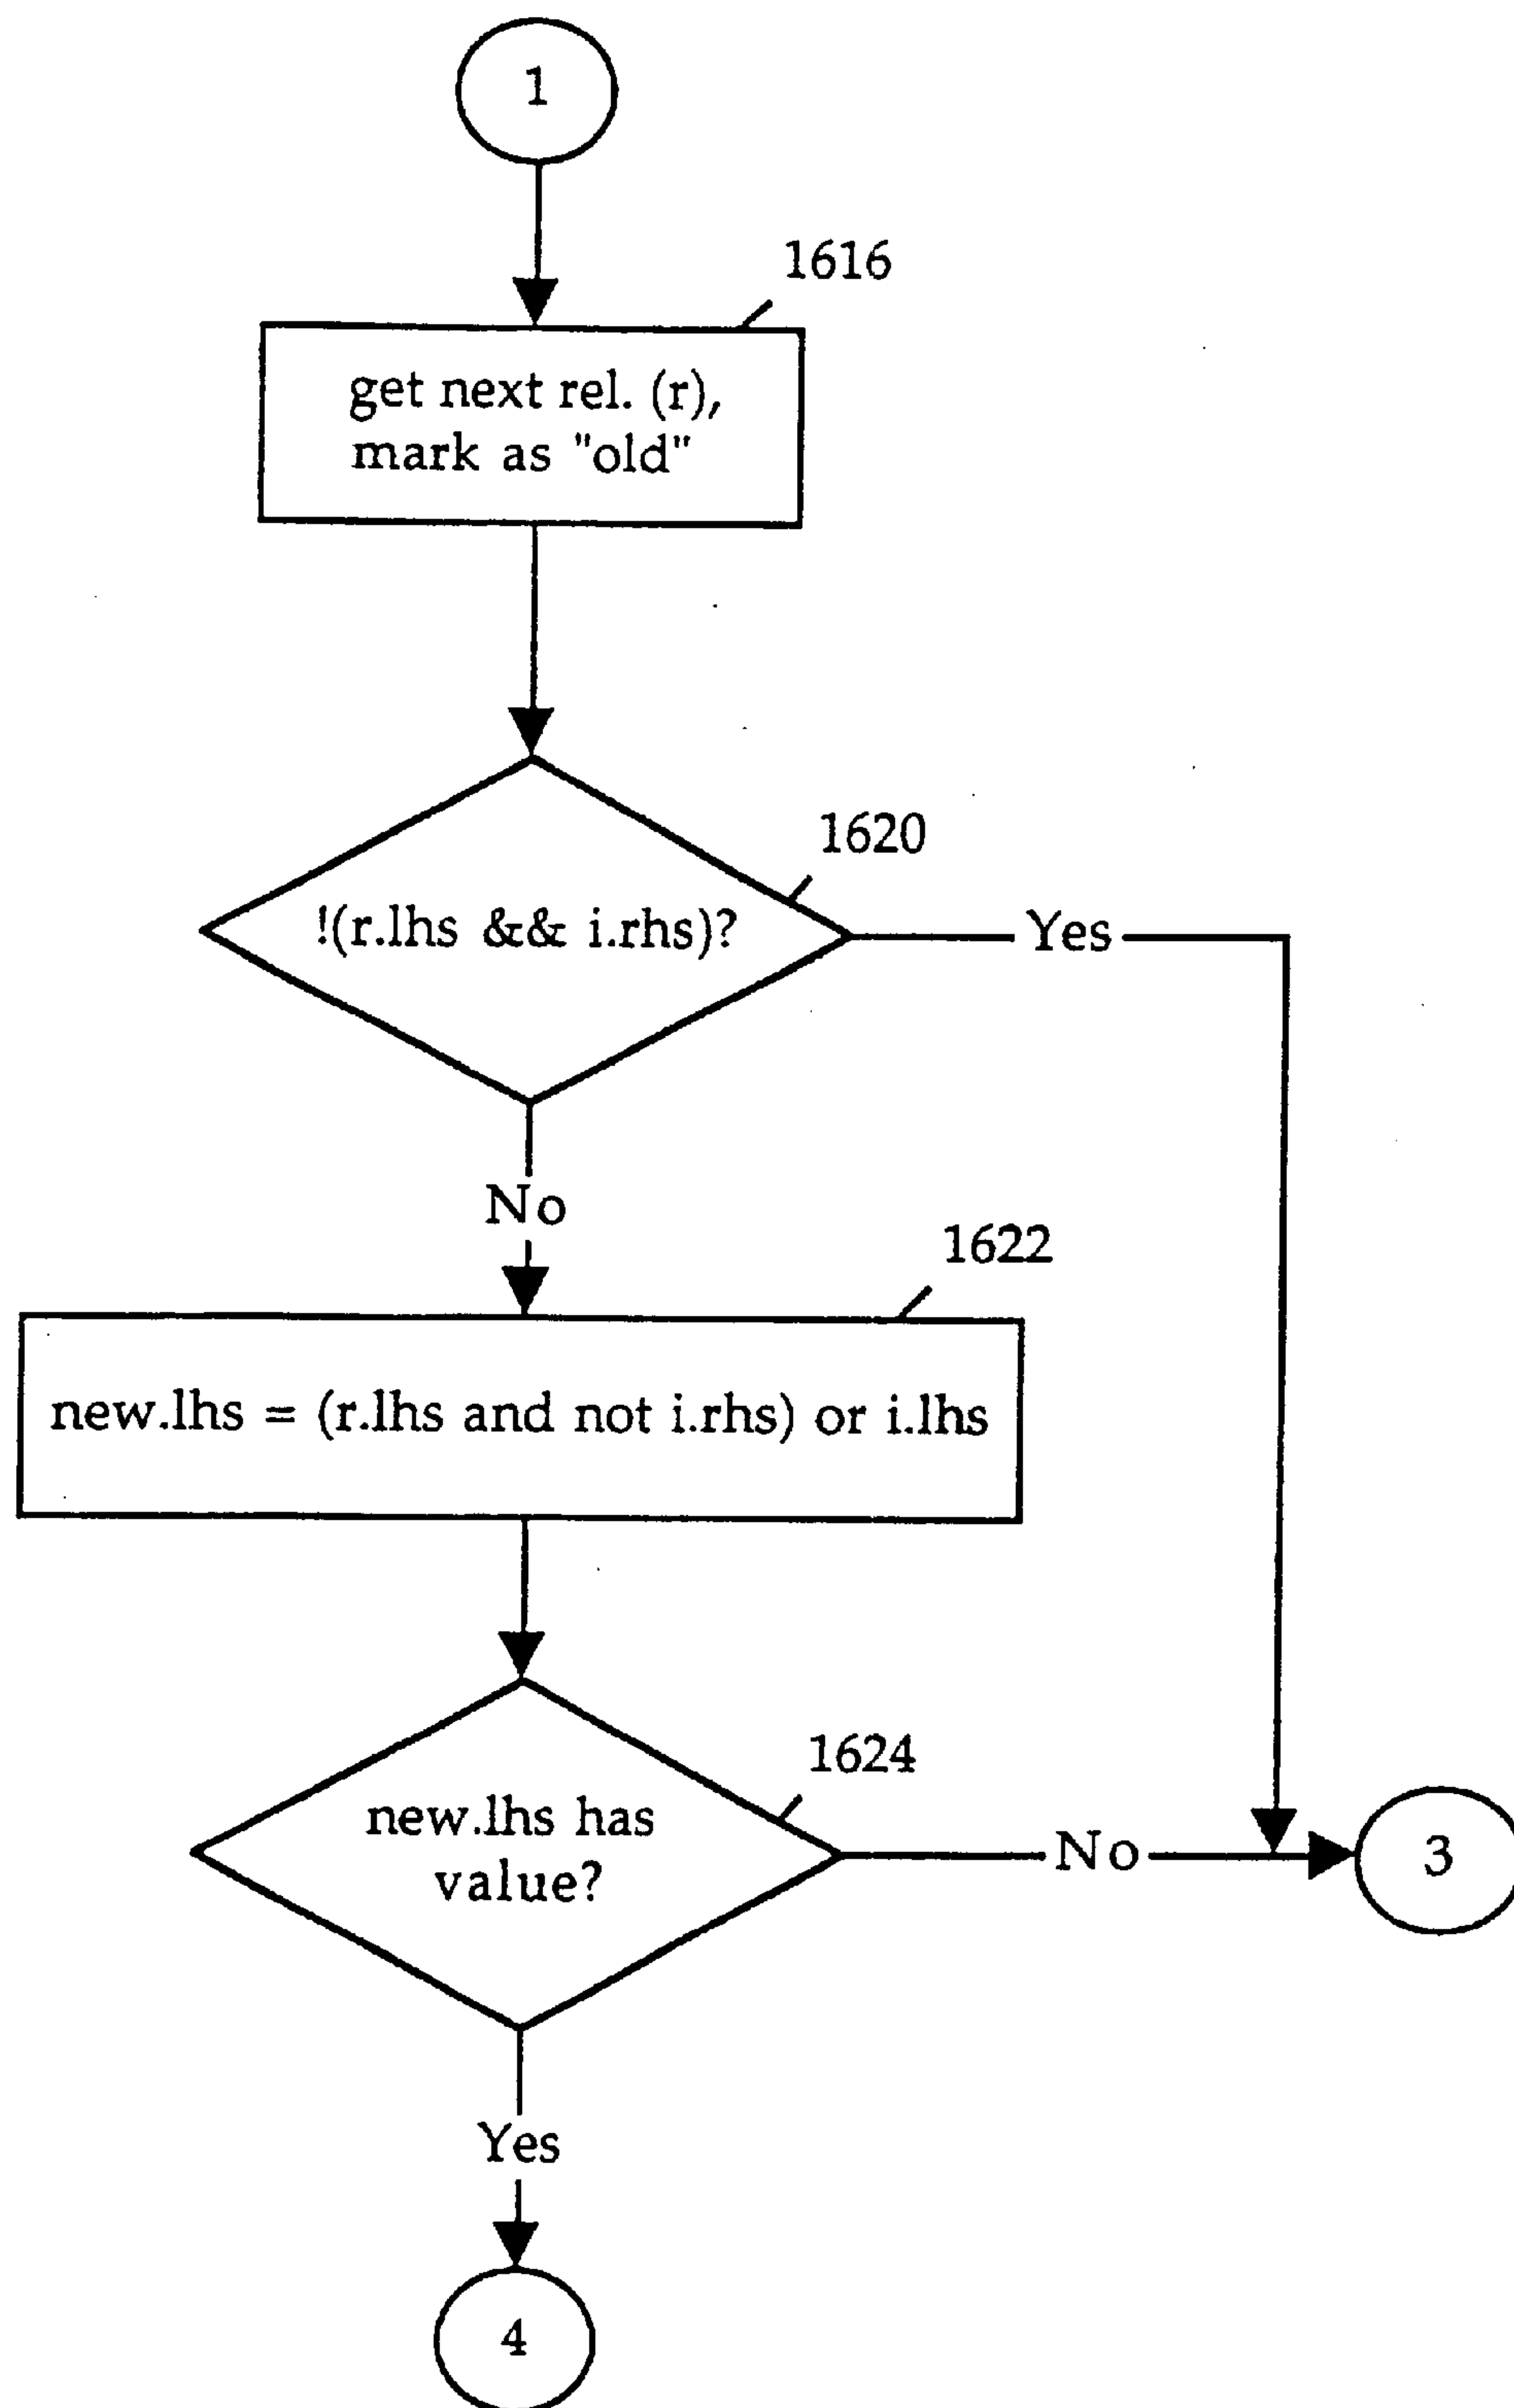 1
1616
get next rel. (r),
mark as "old"
1620
!(r.lhs && i.rhs)?
Yes
No
1622
new.lhs = (r.lhs and not i.rhs) or i.lhs
1624
new.lhs has
value?
No
3
Yes
4